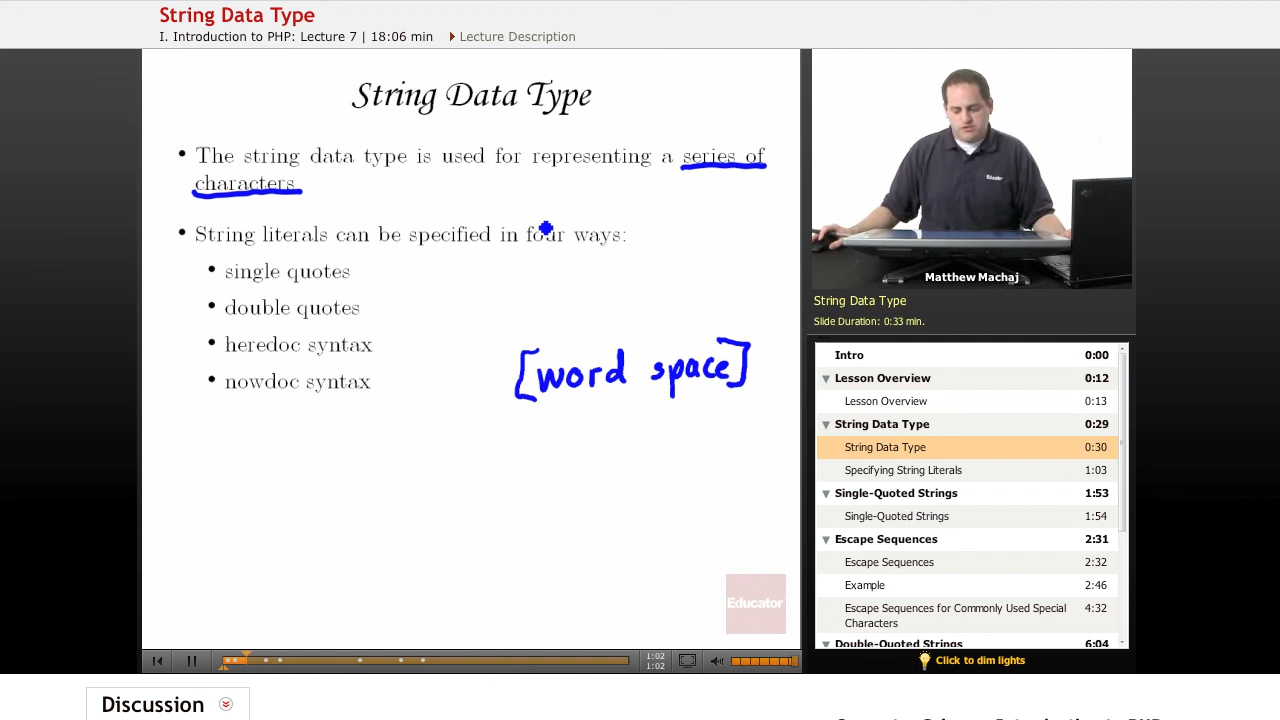 String Data Type
I. Introduction to PHP: Lecture 7 | 18:06 min Lecture Description
String Data Type
• The string data type is used for representing a series of
characters
• String literals can be specified in four ways:
• single quotes
• double quotes
• heredoc syntax
• nowdoc syntax
[word space]
Educator
1:02
1:02
Educator
Matthew Machaj
String Data Type
Slide Duration: 0:33 min.
Intro 0:00
Lesson Overview 0:12
Lesson Overview 0:13
String Data Type 0:29
String Data Type 0:30
Specifying String Literals 1:03
Single-Quoted Strings 1:53
Single-Quoted Strings 1:54
Escape Sequences 2:31
Escape Sequences 2:32
Example 2:46
Escape Sequences for Commonly Used Special 4:32
Characters
Double-Quoted Strings 6:04
Click to dim lights
Discussion